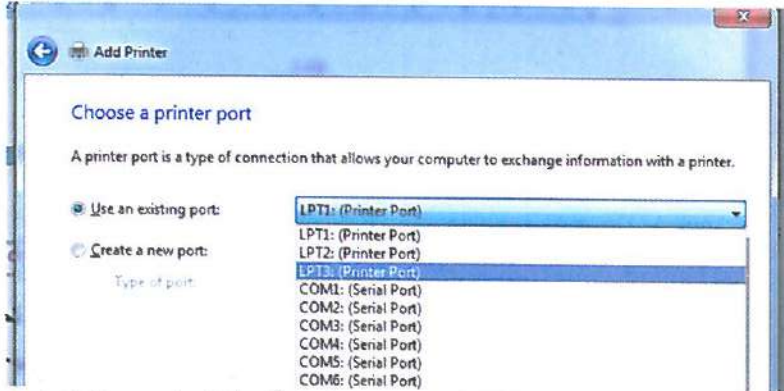 Add Printer
Choose a printer port
A printer port is a type of connection that allows your computer to exchange information with a printer.
Use an existing port: LPT1: (Printer Port)
LPT1: (Printer Port)
Create a new port: LPT2: (Printer Port)
LPT3: (Printer Port)
Type of port: COM1: (Serial Port)
COM2: (Serial Port)
COM3: (Serial Port)
COM4: (Serial Port)
COM5: (Serial Port)
COM6: (Serial Port)